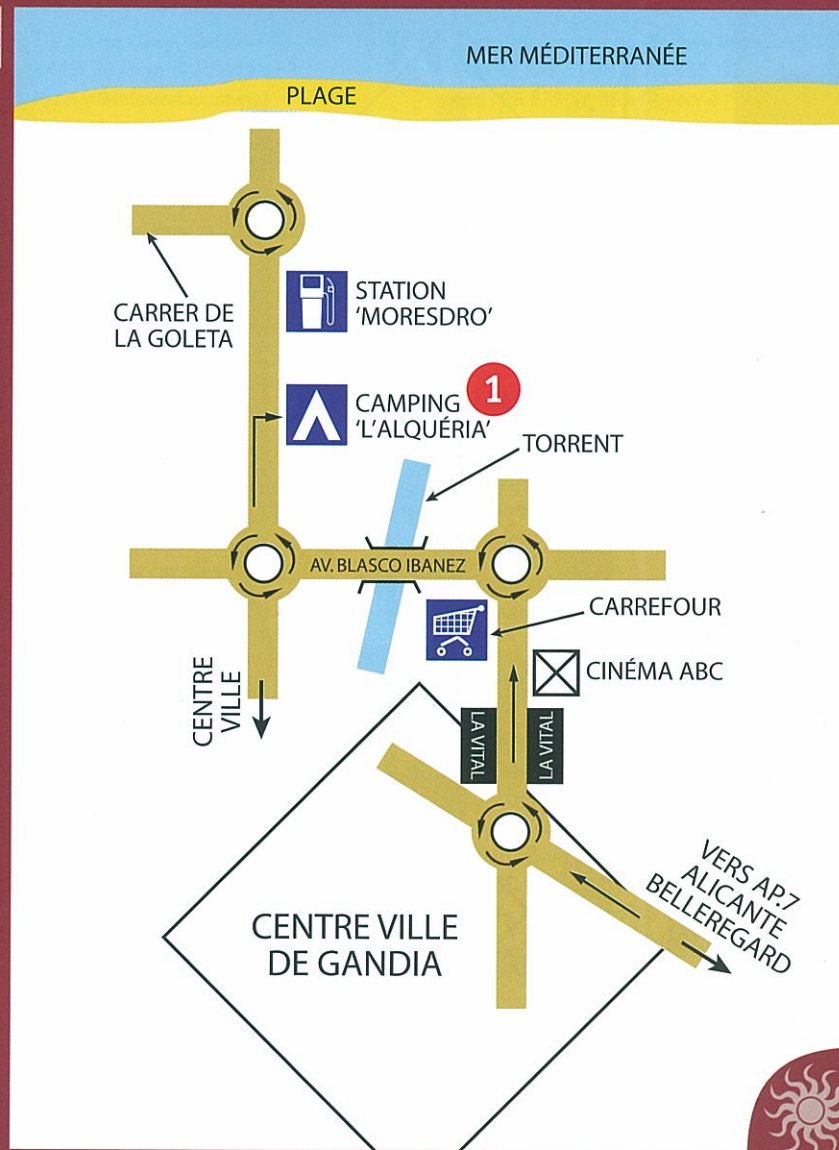 MER MÉDITERRANÉE
PLAGE
CARRER DE
LA GOLETA
STATION
'MORESDRO'
CAMPING
'L'ALQUÉRIA'
1
TORRENT
AV. BLASCO IBANEZ
CARREFOUR
CINÉMA ABC
CENTRE
VILLE
LA VITAL
LA VITAL
VERS AP.7
ALICANTE
BELLEREGARD
CENTRE VILLE
DE GANDIA